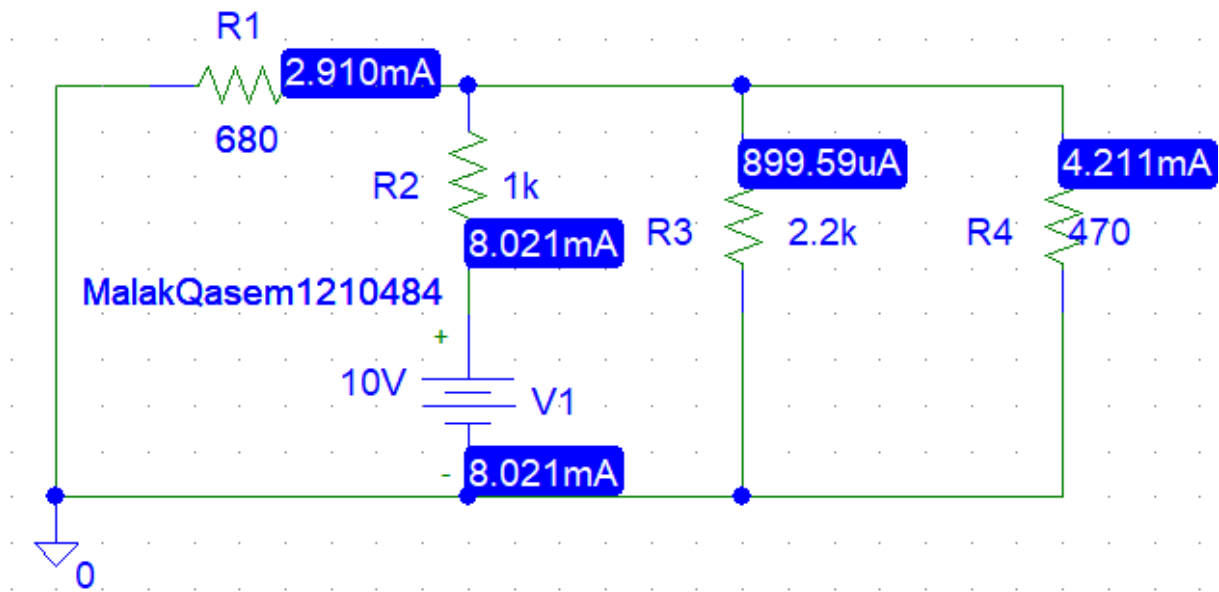 R1
2.910mA
680
R2
1k
899.59uA
4.211mA
R3
2.2k
R4
470
8.021mA
MalakQasem1210484
+
10V
V1
-
8.021mA
0